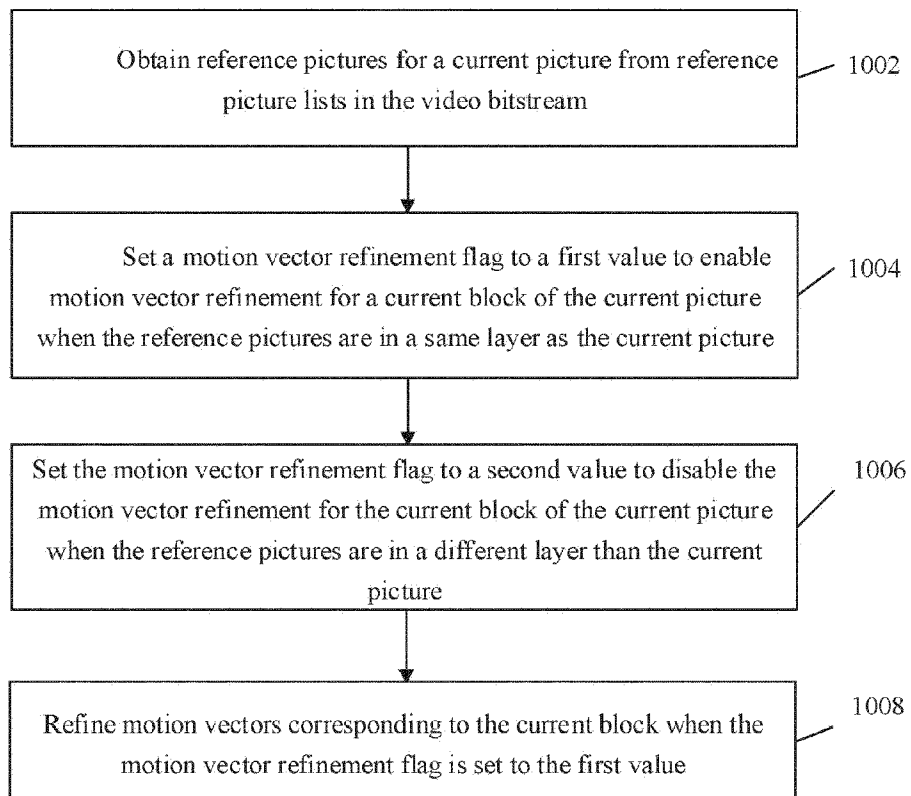 Obtain reference pictures for a current picture from reference
picture lists in the video bitstream
1002
Set a motion vector refinement flag to a first value to enable
motion vector refinement for a current block of the current picture
when the reference pictures are in a same layer as the current picture
1004
Set the motion vector refinement flag to a second value to disable the
motion vector refinement for the current block of the current picture
when the reference pictures are in a different layer than the current
picture
1006
Refine motion vectors corresponding to the current block when the
motion vector refinement flag is set to the first value
1008